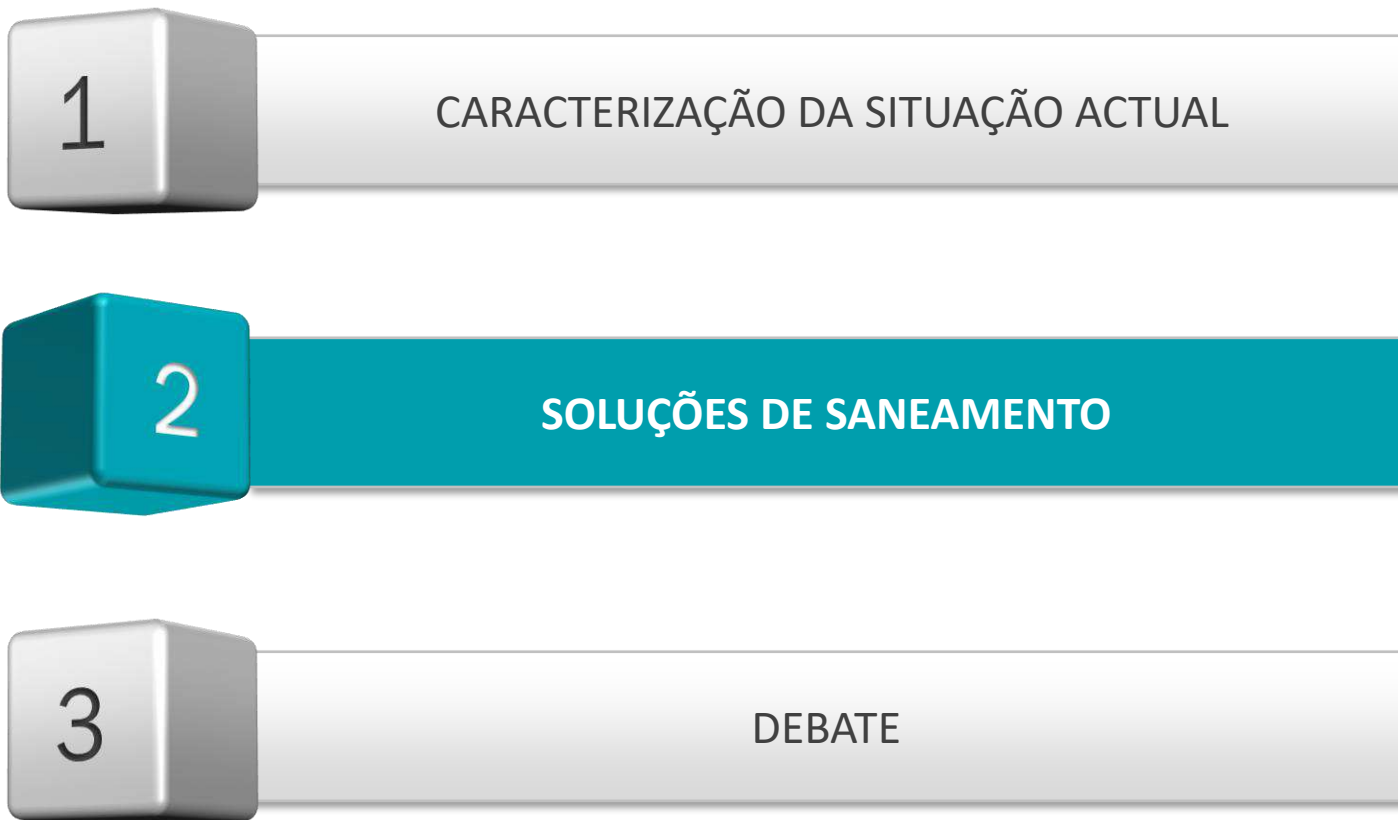 1
CARACTERIZAÇÃO DA SITUAÇÃO ACTUAL
2
SOLUÇÕES DE SANEAMENTO
3
DEBATE